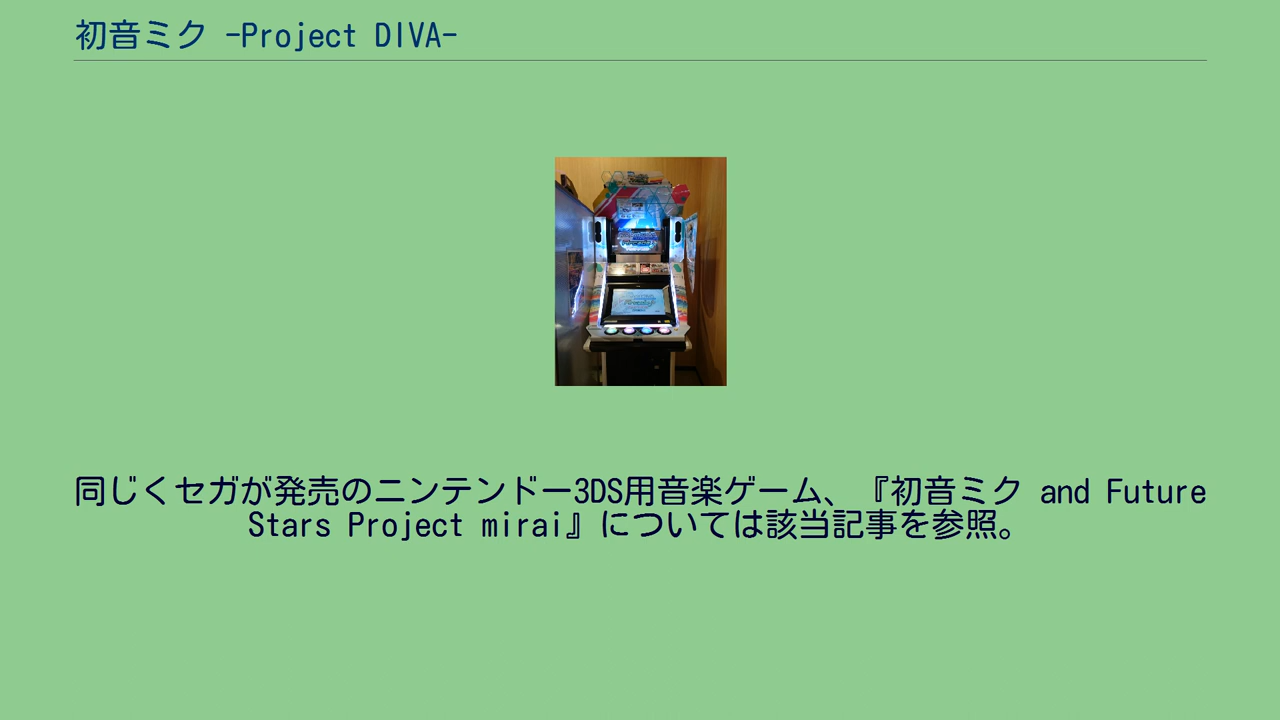 初音ミク -Project DIVA-
同じくセガが発売のニンテンドー3DS用音楽ゲーム、『初音ミク and Future
Stars Project mirai』については該当記事を参照。